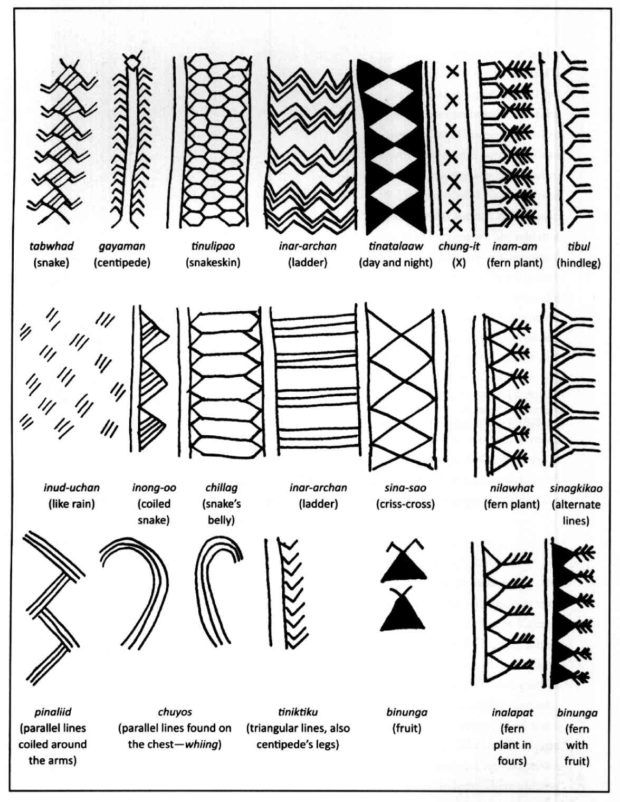 tabwhad gayaman tinulipao inar-archan tinatalaaw chung-it inam-am tibul
(snake) (centipede) (snakeskin) (ladder) (day and night) (X) (fern plant) (hindleg)
inud-uchan inong-oo chillag inar-archan sina-sao nilawhat sinagkikao
(like rain) (coiled (snake's (ladder) (criss-cross) (fern plant) (alternate
snake) belly) lines)
pinaliid chuyos tiniktiku binunga inalapat binunga
(parallel lines (parallel lines found on (triangular lines, also (fruit) (fern (fern
coiled around the chest—whiing) centipede's legs) plant in with
the arms) fours) fruit)